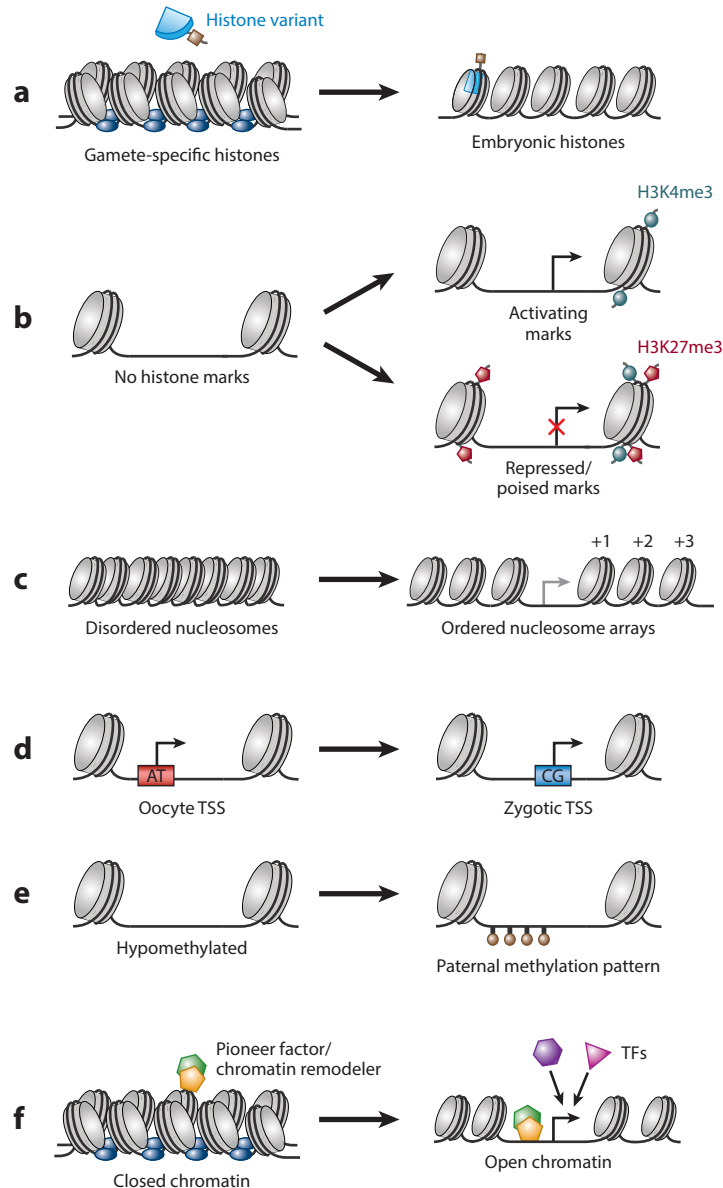 Histone variant
a
Gamete-specific histones
Embryonic histones
b
No histone marks
H3K4me3
Activating
marks
H3K27me3
Repressed/
poised marks
c
Disordered nucleosomes
+1 +2 +3
Ordered nucleosome arrays
d
AT
Oocyte TSS
CG
Zygotic TSS
e
Hypomethylated
Paternal methylation pattern
f
Pioneer factor/
chromatin remodeler
Closed chromatin
TFs
Open chromatin